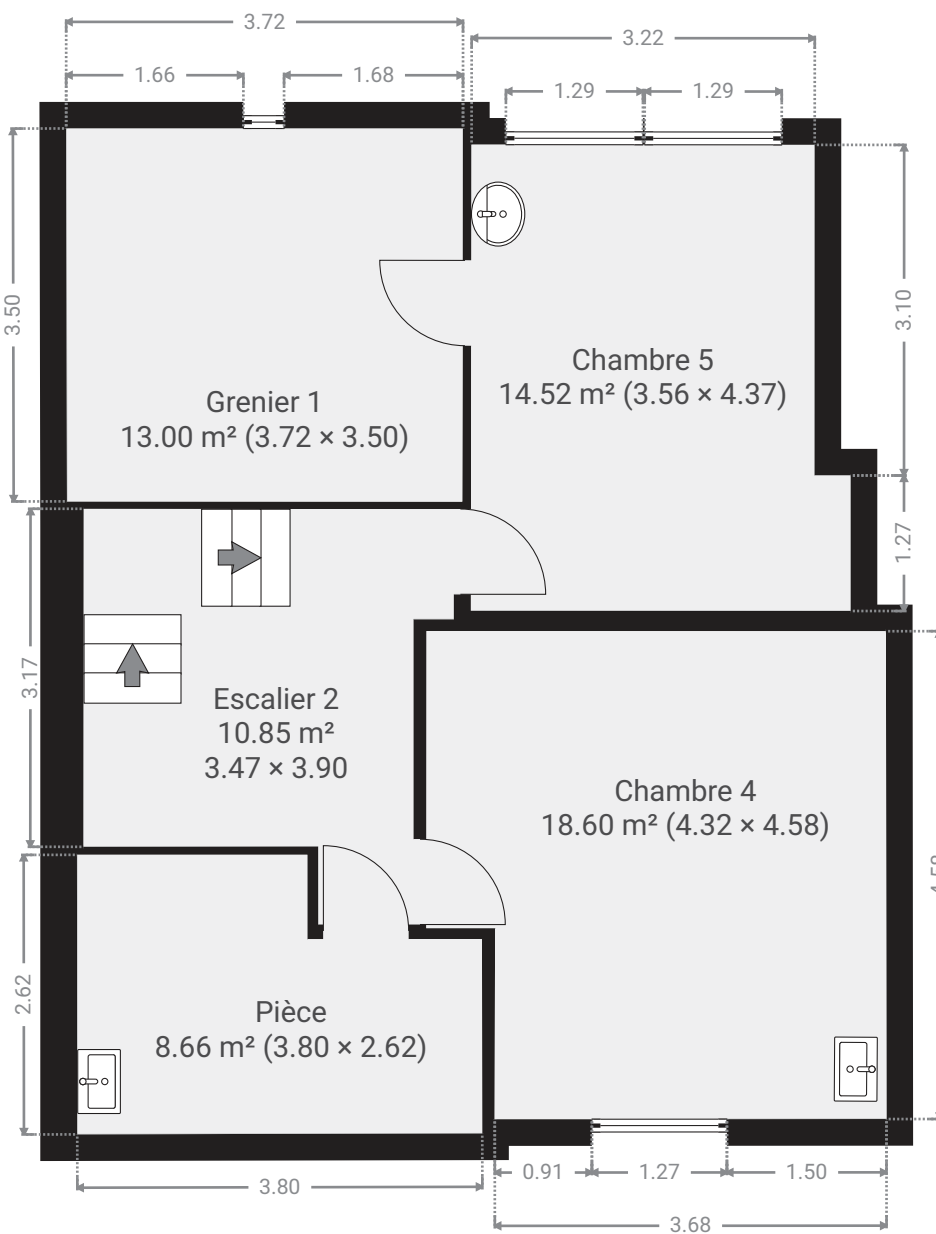 3.72
3.22
1.66
1.68
1.29
1.29
3.50
3.10
Chambre 5
14.52 m² (3.56 × 4.37)
Grenier 1
13.00 m² (3.72 × 3.50)
1.27
3.17
Escalier 2
10.85 m²
3.47 × 3.90
Chambre 4
18.60 m² (4.32 × 4.58)
2.62
Pièce
8.66 m² (3.80 × 2.62)
0.91
1.27
1.50
3.80
3.68